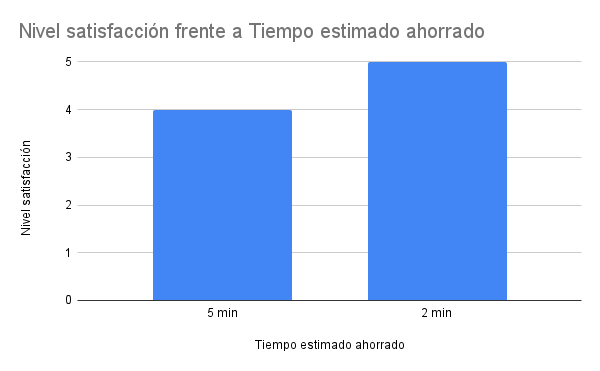 Nivel satisfacción frente a Tiempo estimado ahorrado
Nivel satisfacción
5
4
3
2
1
0
5 min
2 min
Tiempo estimado ahorrado